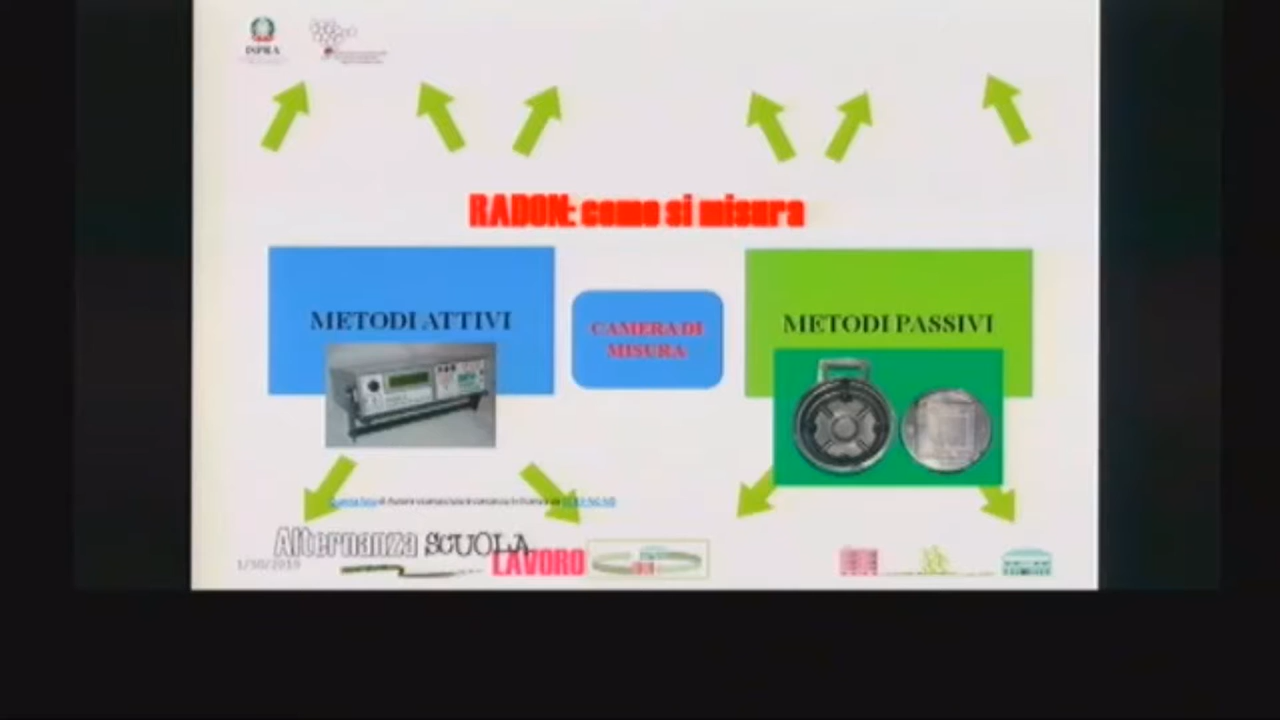 ISPRA
RADON: come si misura
METODI ATTIVI
CAMERA DI
MISURA
METODI PASSIVI
Alternanza SCUOLA
LAVORO